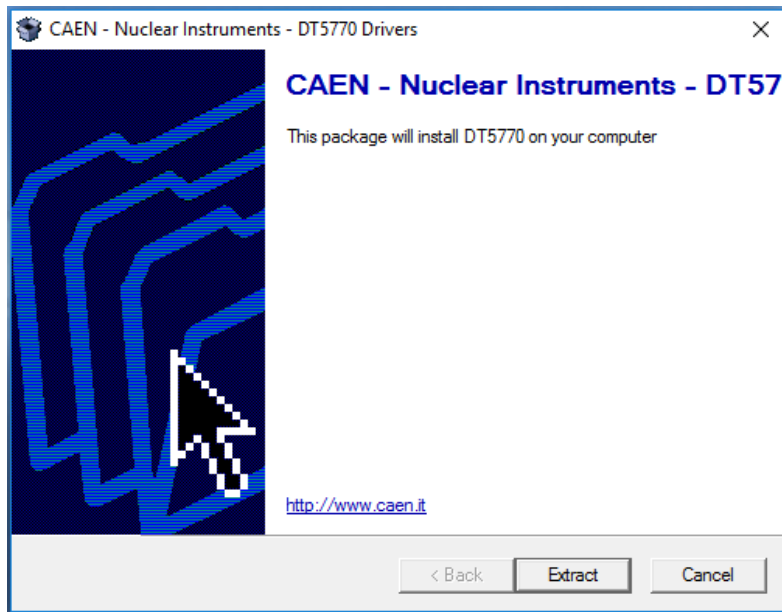 CAEN - Nuclear Instruments - DT5770 Drivers
CAEN - Nuclear Instruments - DT57
This package will install DT5770 on your computer
http://www.caen.it
< Back Extract Cancel